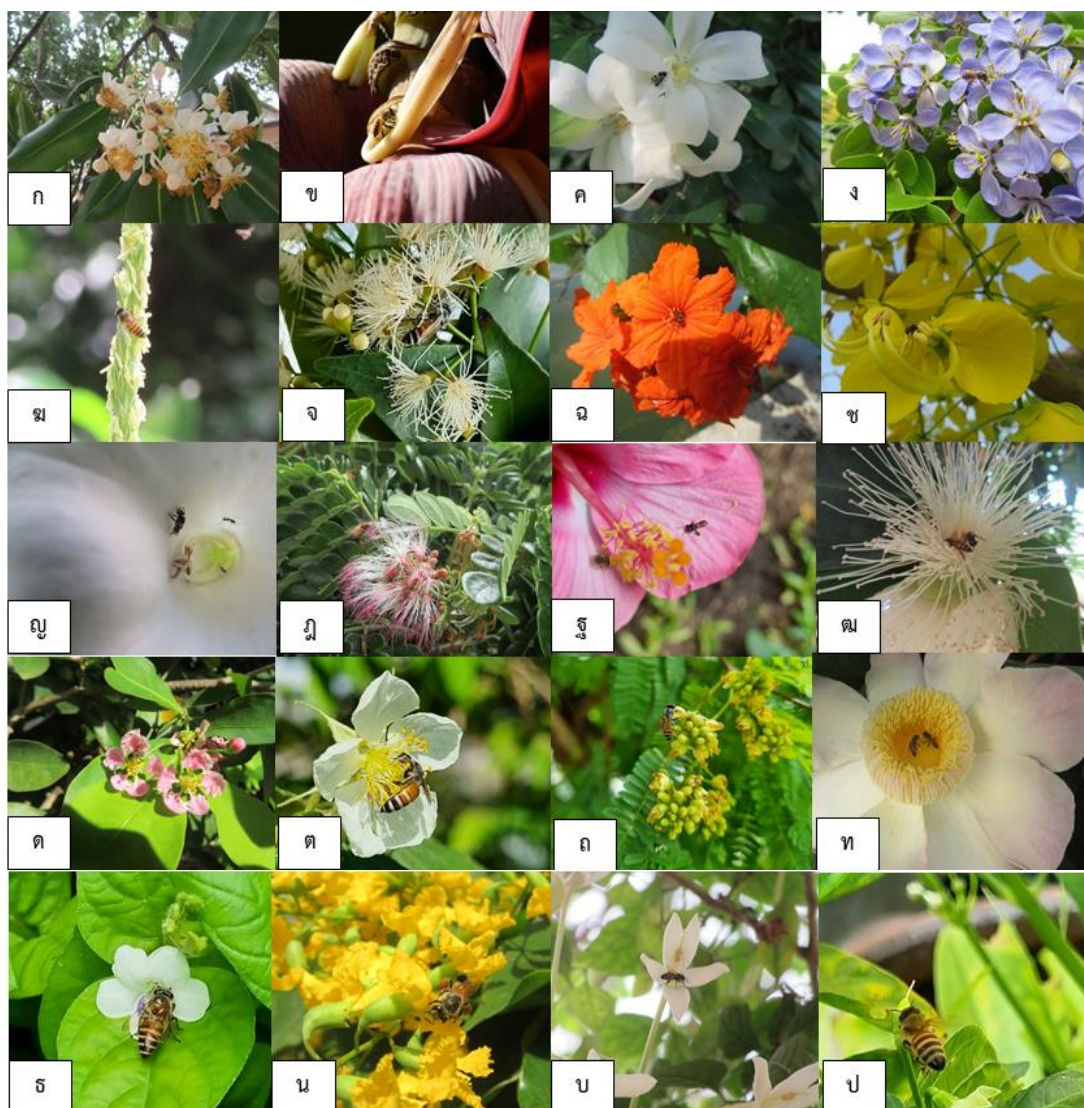 ก ข ค ง
ฆ จ ฉ ช
ญ ฎ ฐ ฒ
ด ต ถ ท
ธ น บ ป